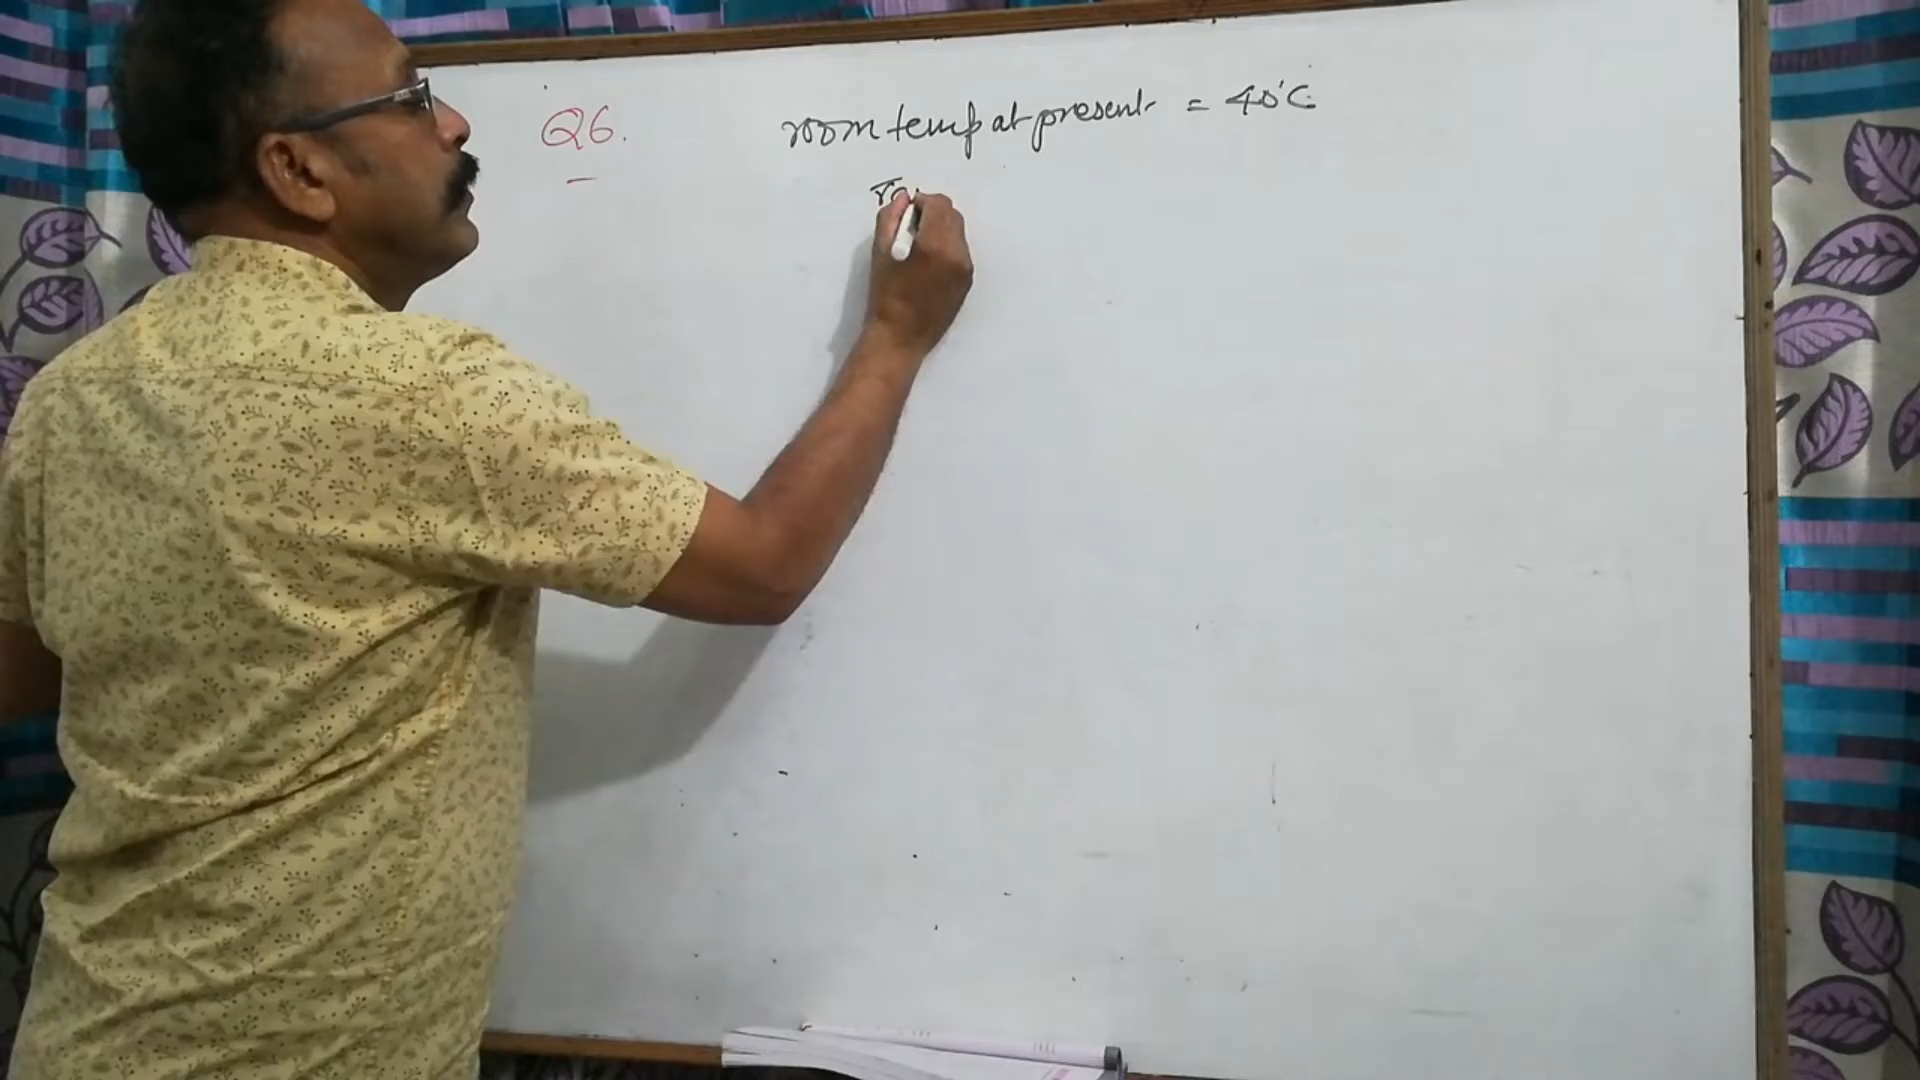 Q6. room temp at present = 40°C